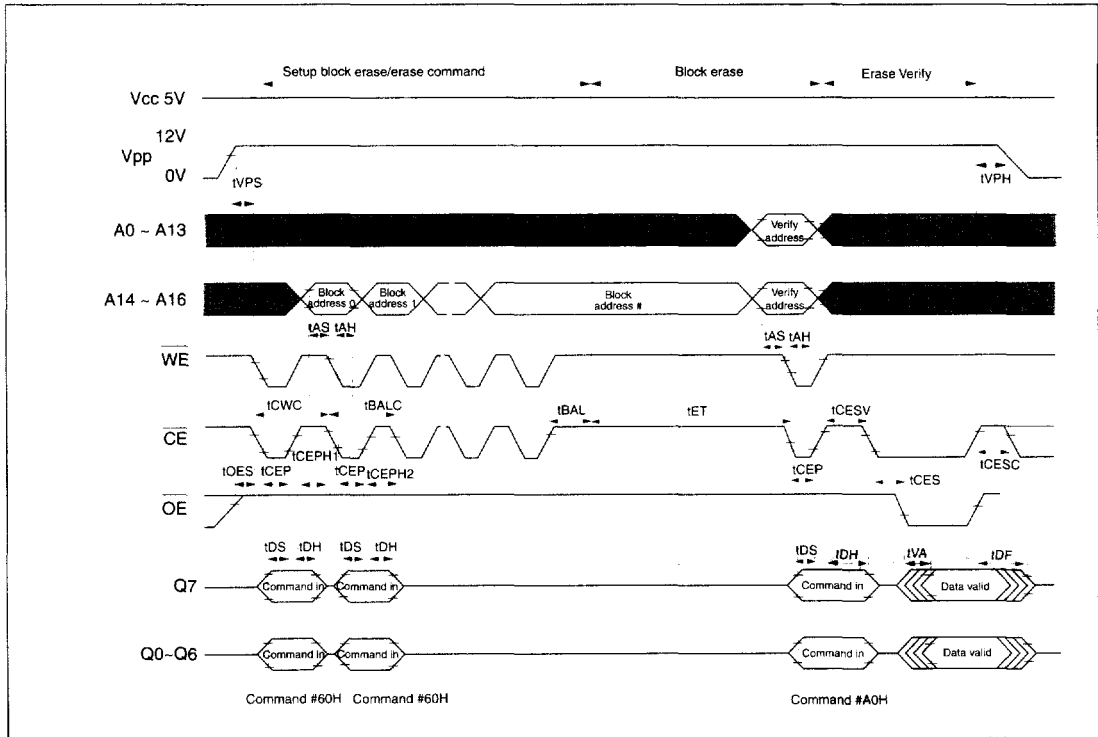 Setup block erase/erase command Block erase Erase Verify
Vcc 5V
12V
Vpp
0V
tVPS tVPH
A0 ~ A13 Verify address
A14 ~ A16 Block address 0 Block address 1 Block address # Verify address
tAS tAH tAS tAH
WE
tCWC tBALC tBAL tET tCESV
CE
tCEPH1
tOES tCEP tCEP tCEPH2 tCEP tCES tCESC
OE
tDS tDH tDS tDH tDS tDH tVA tDF
Q7 Command in Command in Command in Data valid
Q0~Q6 Command in Command in Command in Data valid
Command #60H Command #60H Command #A0H